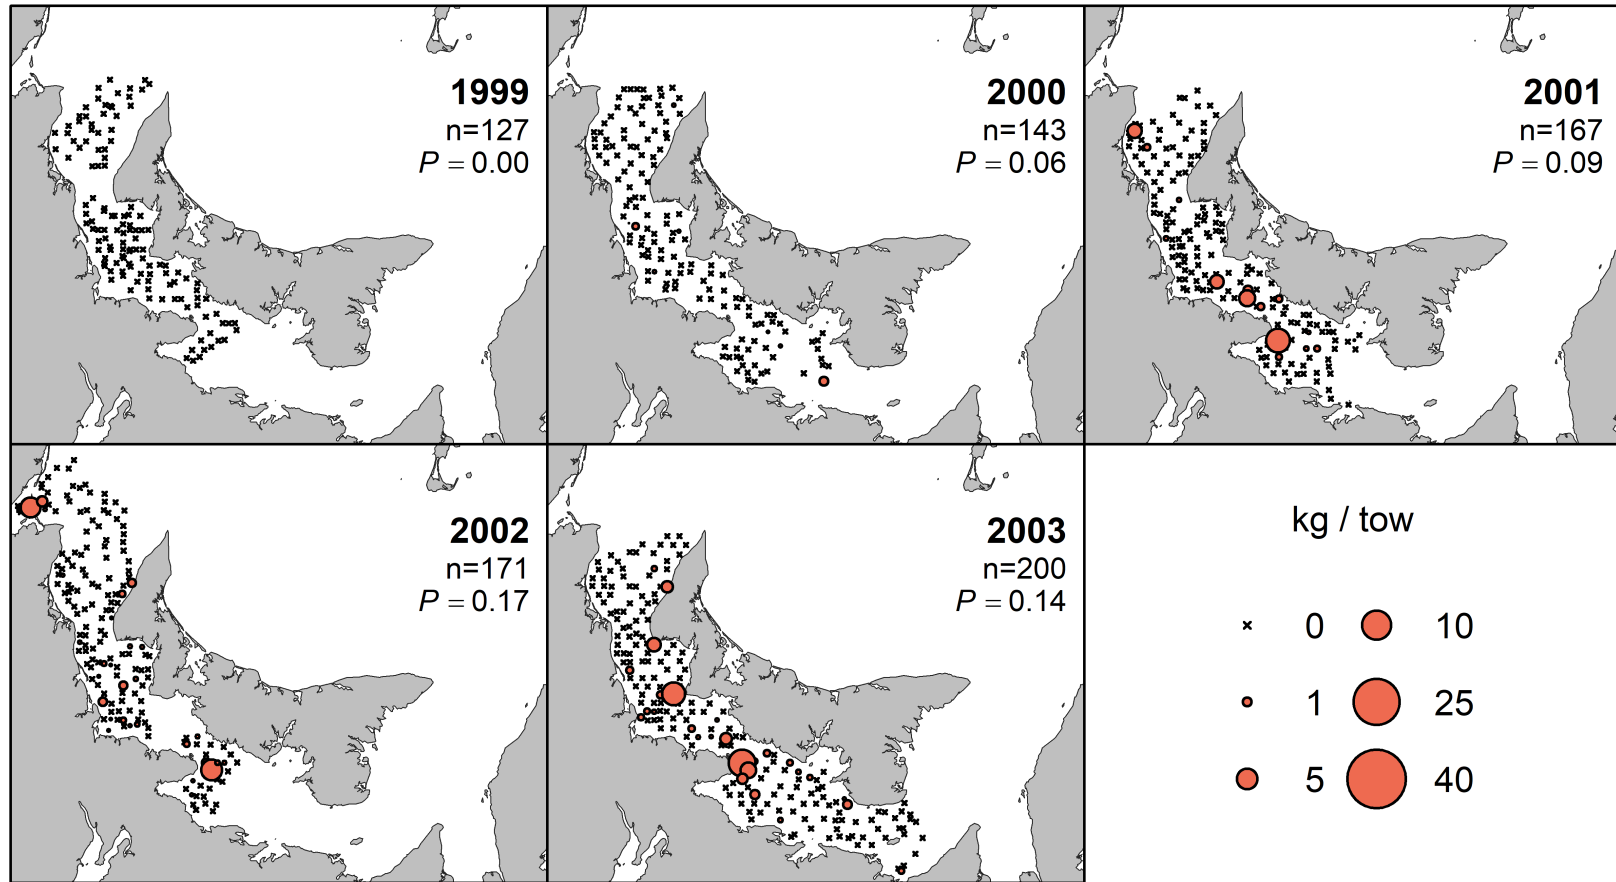 1999
n=127
P = 0.00
2000
n=143
P = 0.06
2001
n=167
P = 0.09
2002
n=171
P = 0.17
2003
n=200
P = 0.14
kg / tow
0 10
1 25
5 40